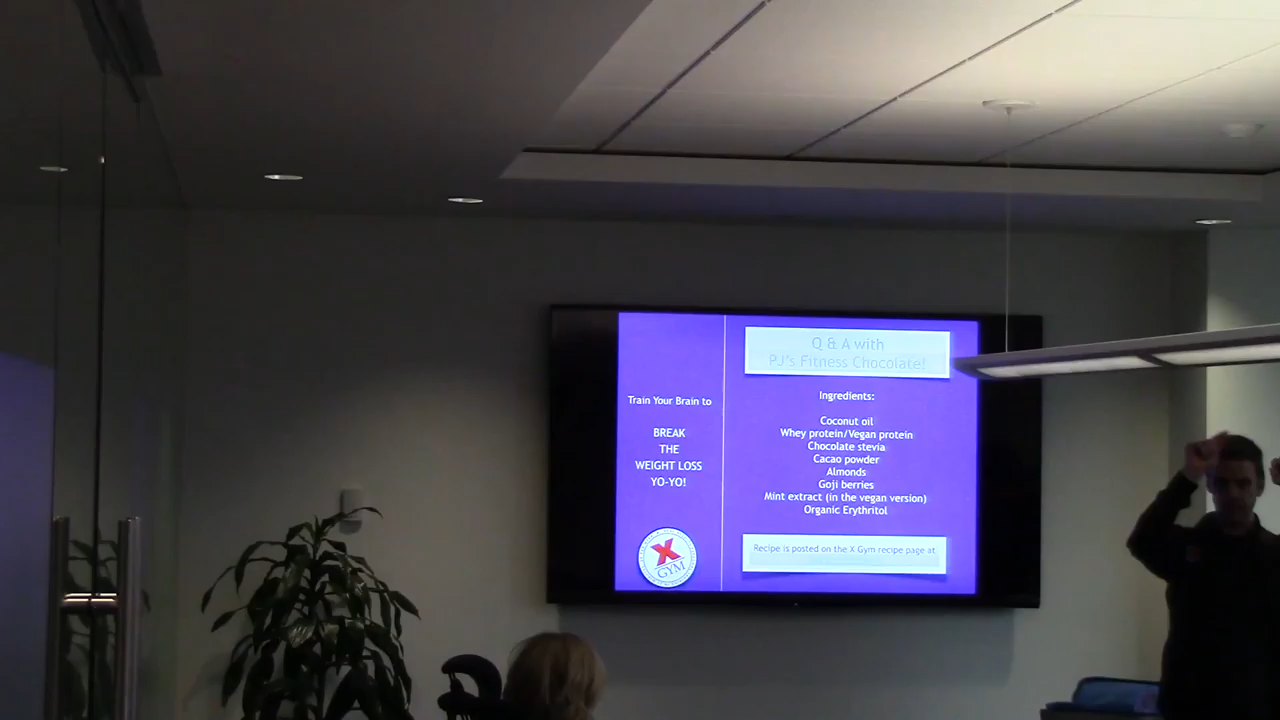 Train Your Brain to
BREAK
THE
WEIGHT LOSS
YO-YO!
X
GYM
Q & A with
PJ's Fitness Chocolate!
Ingredients:
Coconut oil
Whey protein/Vegan protein
Chocolate stevia
Cacao powder
Almonds
Goji berries
Mint extract (in the vegan version)
Organic Erythritol
Recipe is posted on the X Gym recipe page at